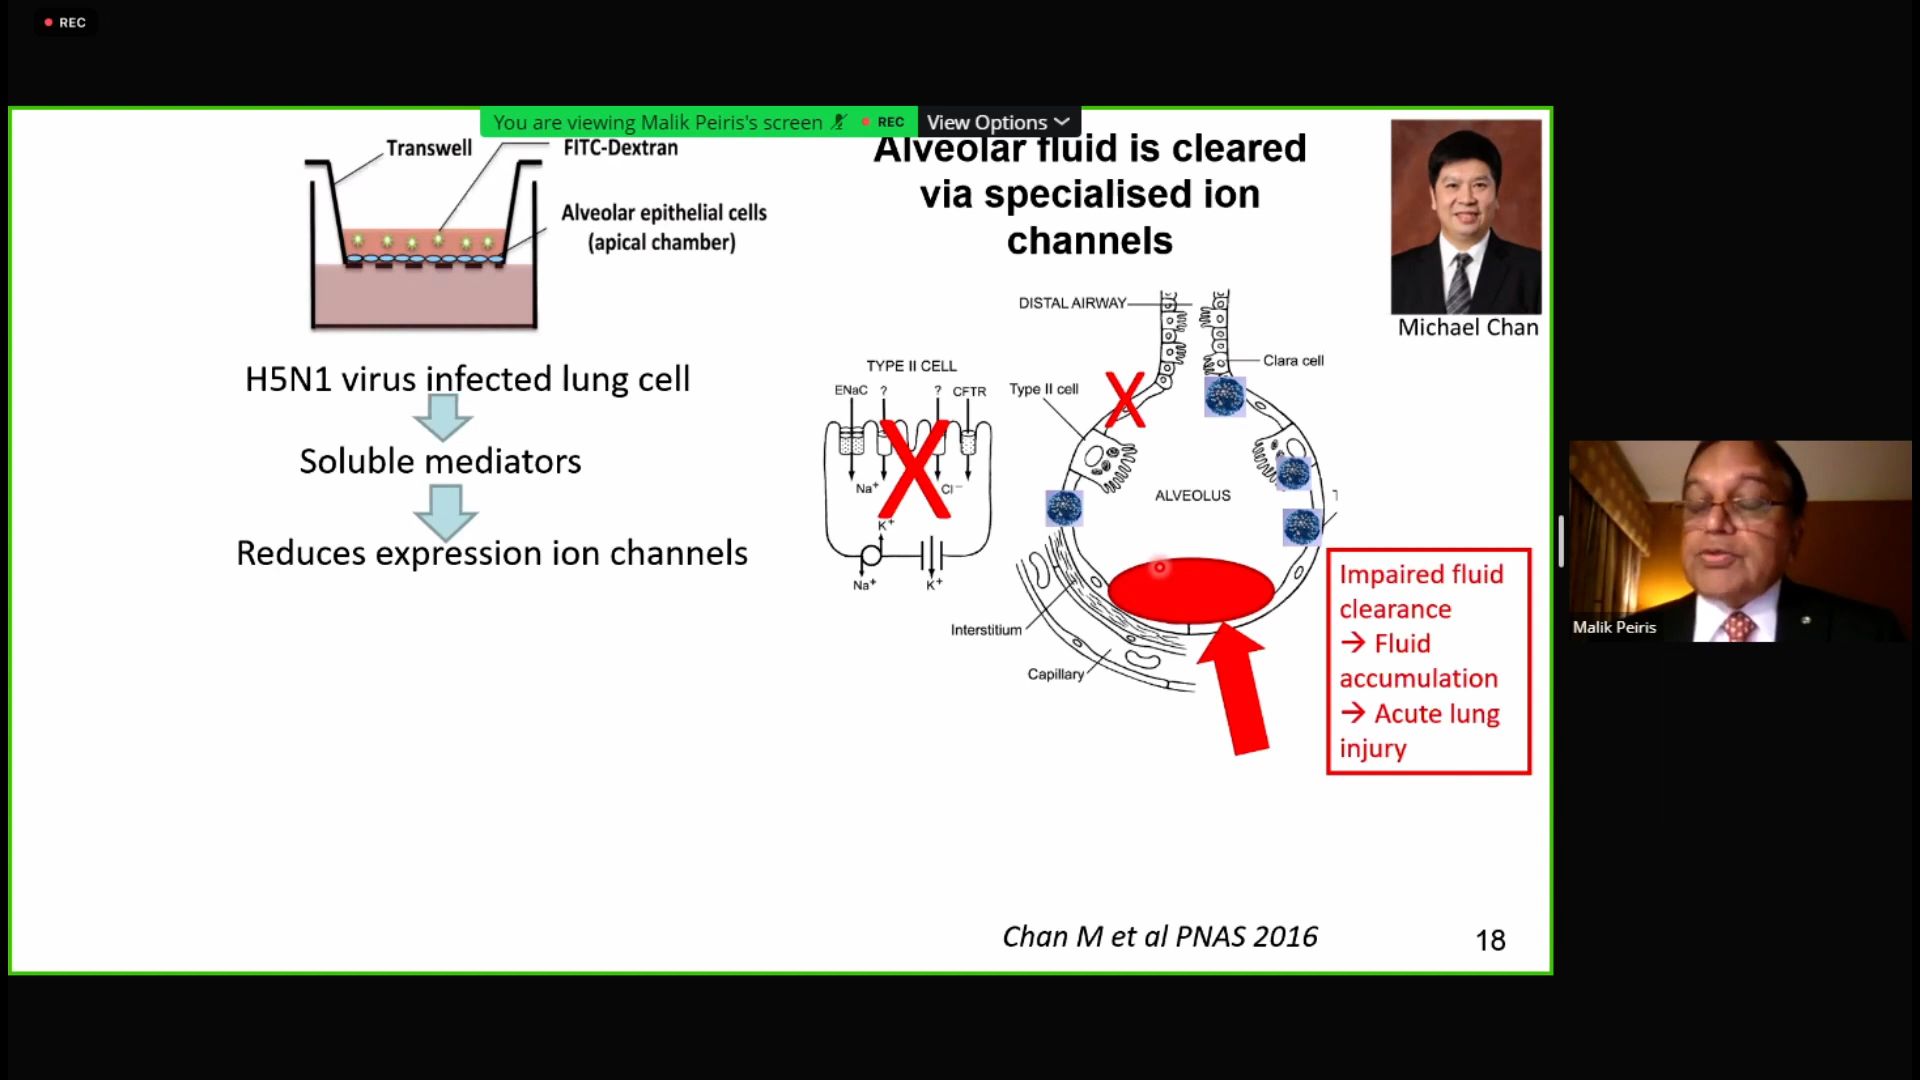 REC
You are viewing Malik Peiris's screen
REC
View Options
Transwell
FITC-Dextran
Alveolar epithelial cells
(apical chamber)
H5N1 virus infected lung cell
Soluble mediators
Reduces expression ion channels
Alveolar fluid is cleared
via specialised ion
channels
Michael Chan
DISTAL AIRWAY
Clara cell
TYPE II CELL
Type II cell
ENaC ? ? CFTR
Na+ Cl−
K+
Na+ K+
ALVEOLUS
T
Interstitium
Capillary
Impaired fluid
clearance
→ Fluid
accumulation
→ Acute lung
injury
Chan M et al PNAS 2016
18
Malik Peiris